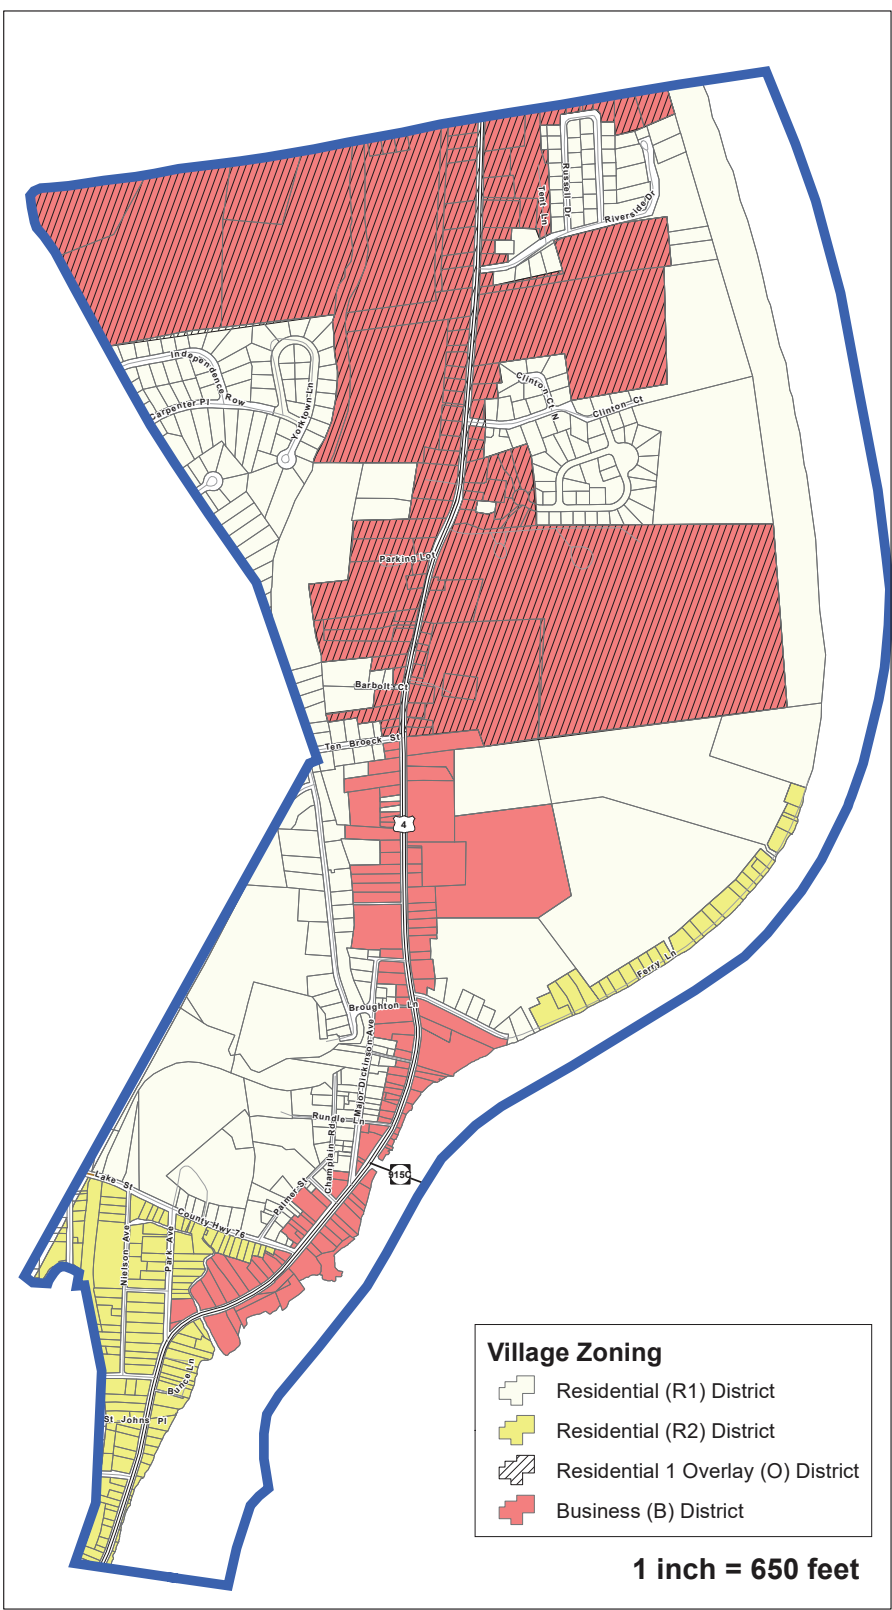 Russell Dr
Tent Ln
Riverside Dr
Independence Row
Carpenter Pl
Yorktown Ln
Clinton Ct N
Clinton Ct
Parking Lot
Barbolt Ct
Ten Broeck St
4
Ferry Ln
Broughton Ln
Major Dickinson Ave
Rundle Ln
Champlain Rd
915C
Lake St
Palmer St
County Hwy 76
Nielson Ave
Park Ave
Bunce Ln
St Johns Pl
Village Zoning
Residential (R1) District
Residential (R2) District
Residential 1 Overlay (O) District
Business (B) District
1 inch = 650 feet